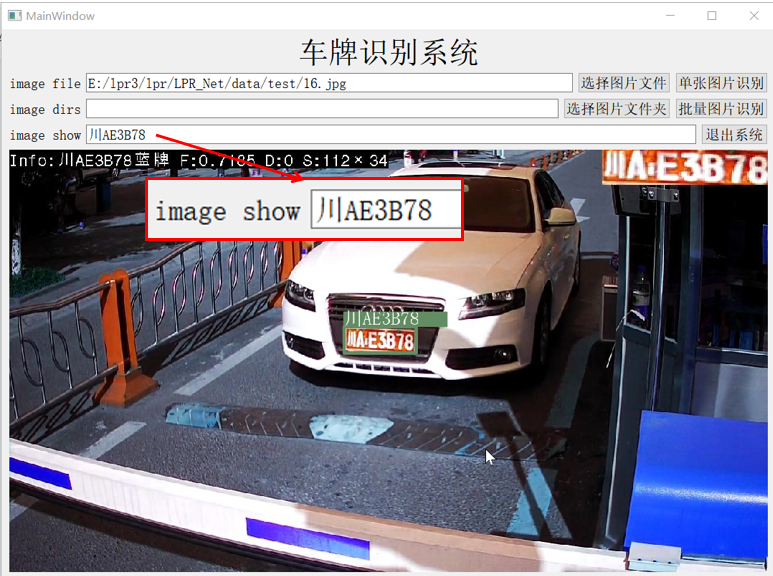 MainWindow
车牌识别系统
image file E:/lpr3/lpr/LPR_Net/data/test/16.jpg 选择图片文件 单张图片识别
image dirs 选择图片文件夹 批量图片识别
image show 川AE3B78 退出系统
Info:川AE3B78蓝牌 F:0.7185 D:0 S:112×34
川A·E3B78
image show 川AE3B78
川AE3B78
川A·E3B78